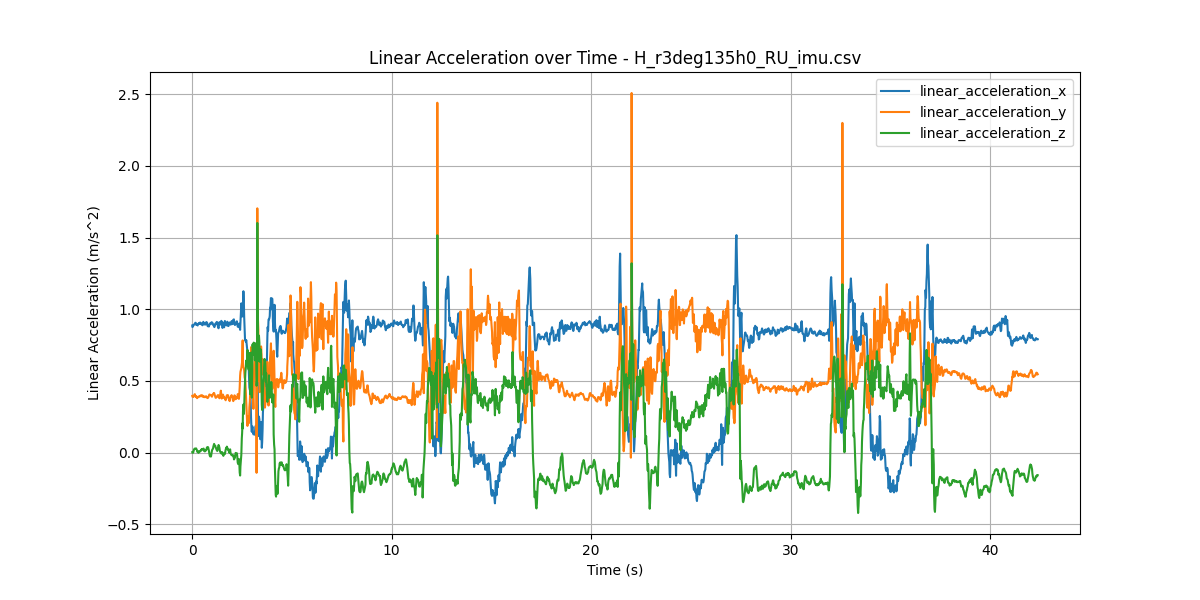 Linear Acceleration over Time - H_r3deg135h0_RU_imu.csv
linear_acceleration_x
linear_acceleration_y
linear_acceleration_z
Linear Acceleration (m/s^2)
2.5
2.0
1.5
1.0
0.5
0.0
−0.5
0 10 20 30 40
Time (s)